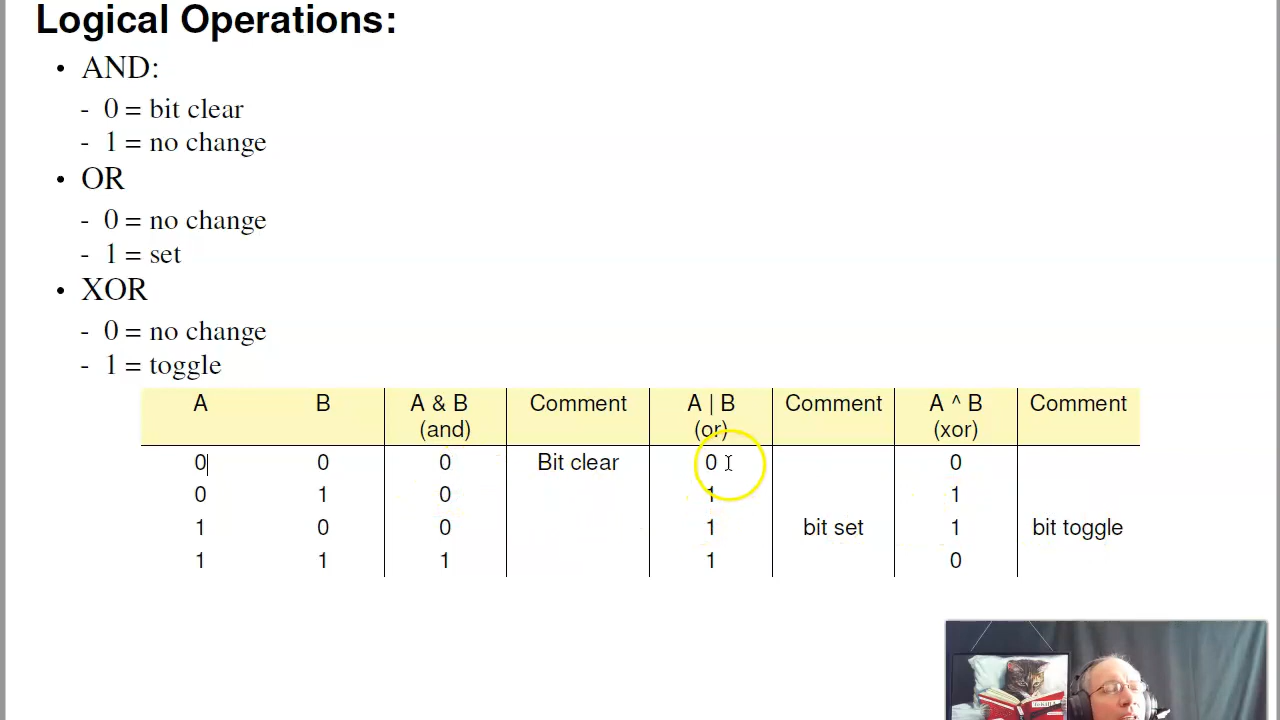 Logical Operations:
• AND:
- 0 = bit clear
- 1 = no change
• OR
- 0 = no change
- 1 = set
• XOR
- 0 = no change
- 1 = toggle
A B A & B Comment A | B Comment A ^ B Comment
(and) (or) (xor)
0 0 0 Bit clear 0 0
0 1 0 1 1
1 0 0 1 bit set 1 bit toggle
1 1 1 1 0